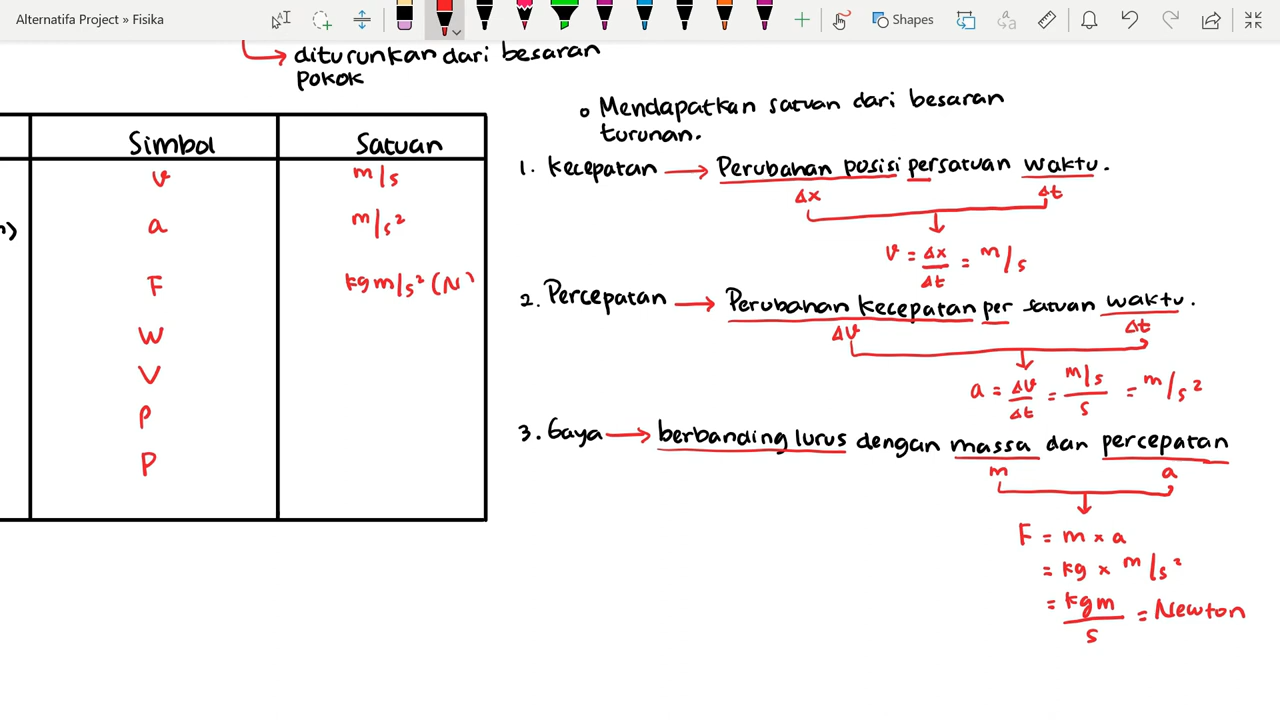 Alternatifa Project » Fisika
Shapes
diturunkan dari besaran
pokok
Simbol Satuan
v m/s
a m/s²
F kgm/s² (N)
W
V
P
P
Mendapatkan satuan dari besaran
turunan.
1. Kecepatan → Perubahan posisi persatuan waktu.
Δx Δt
v = Δx/Δt = m/s
2. Percepatan → Perubahan kecepatan per satuan waktu.
Δv Δt
a = Δv/Δt = m/s/s = m/s²
3. Gaya → berbanding lurus dengan massa dan percepatan
m a
F = m × a
= kg × m/s²
= kgm/s = Newton